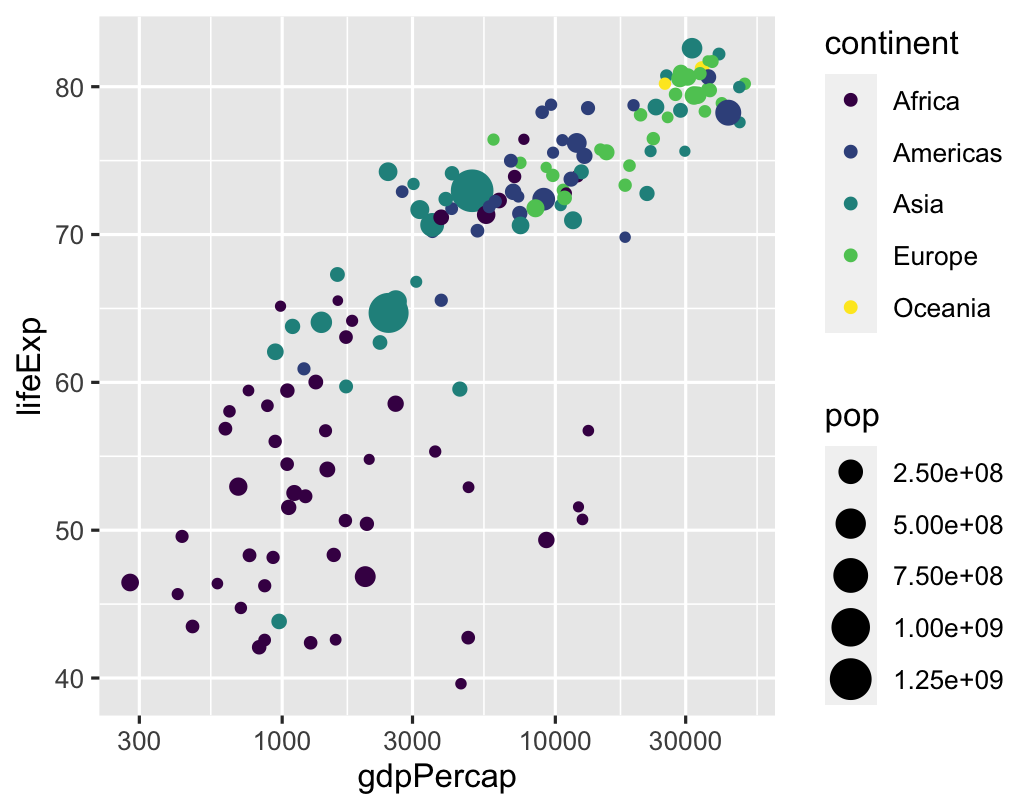 continent
Africa
Americas
Asia
Europe
Oceania
pop
2.50e+08
5.00e+08
7.50e+08
1.00e+09
1.25e+09
lifeExp
80
70
60
50
40
300 1000 3000 10000 30000
gdpPercap